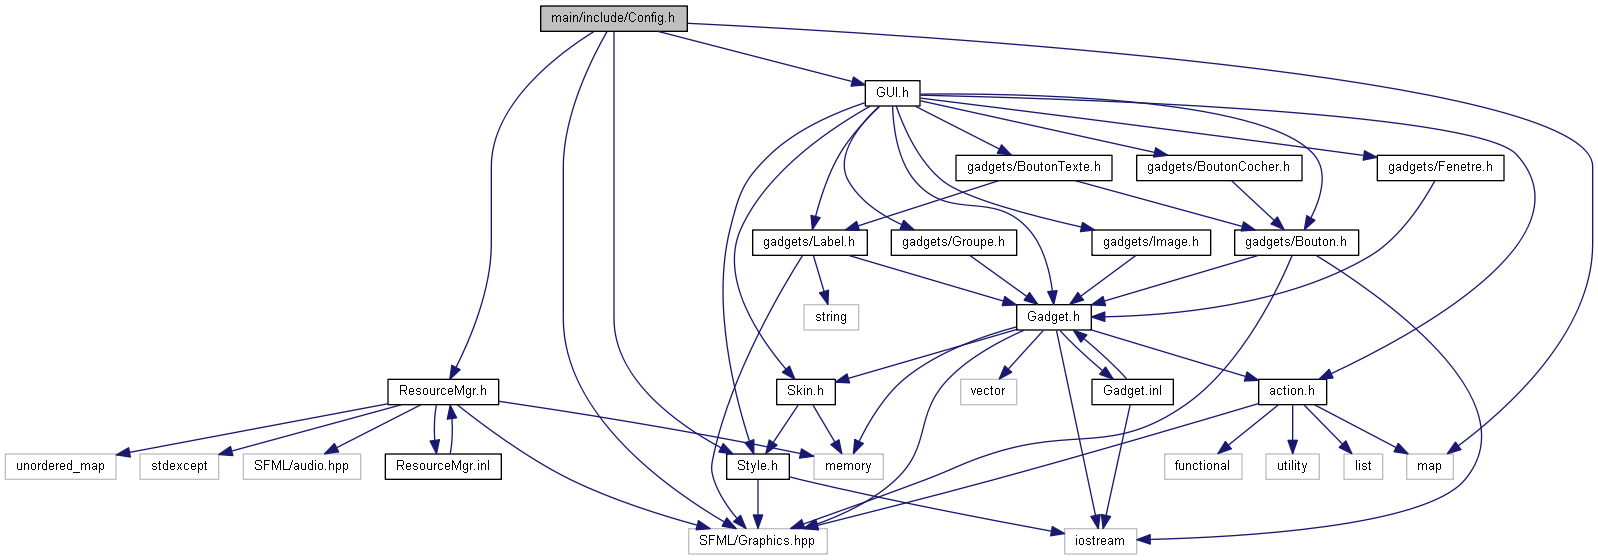 main/include/Config.h
GUI.h
gadgets/BoutonTexte.h
gadgets/BoutonCocher.h
gadgets/Fenetre.h
gadgets/Label.h
gadgets/Groupe.h
gadgets/Image.h
gadgets/Bouton.h
string
Gadget.h
ResourceMgr.h
Skin.h
vector
Gadget.inl
action.h
unordered_map
stdexcept
SFML/audio.hpp
ResourceMgr.inl
Style.h
memory
functional
utility
list
map
SFML/Graphics.hpp
iostream